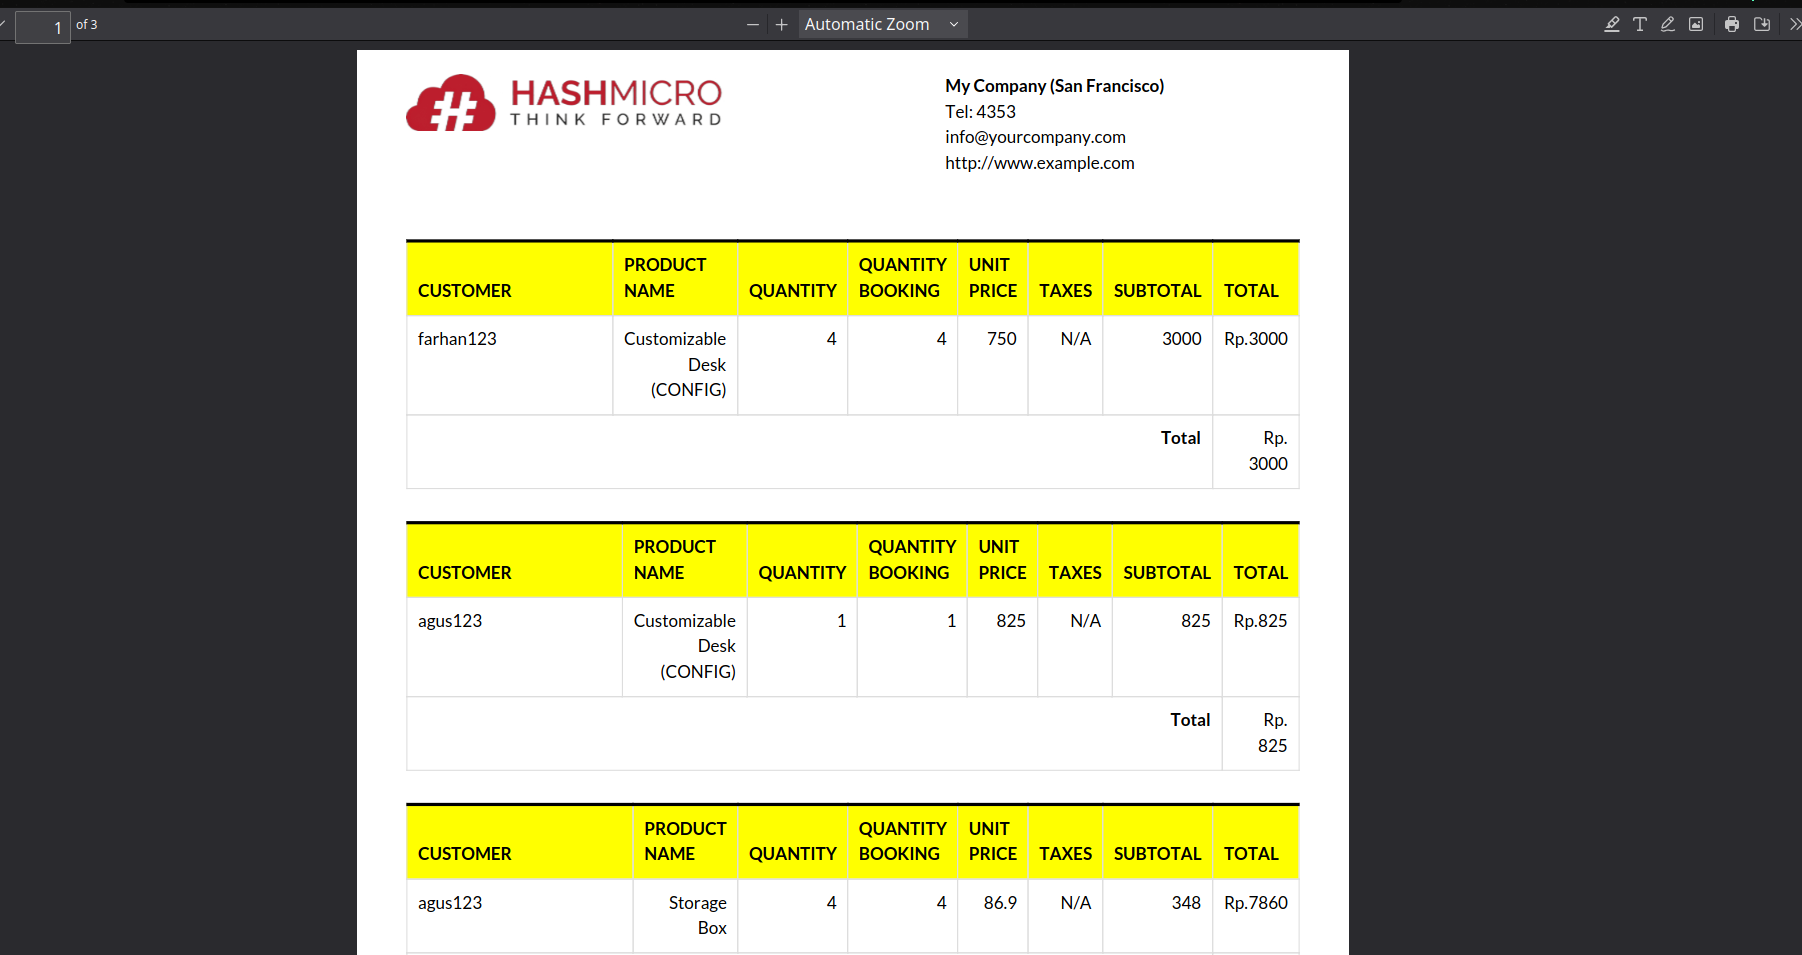 1 of 3
Automatic Zoom
HASHMICRO
THINK FORWARD
My Company (San Francisco)
Tel: 4353
info@yourcompany.com
http://www.example.com
CUSTOMER PRODUCT NAME QUANTITY QUANTITY BOOKING UNIT PRICE TAXES SUBTOTAL TOTAL
farhan123 Customizable Desk (CONFIG) 4 4 750 N/A 3000 Rp.3000
Total Rp. 3000
CUSTOMER PRODUCT NAME QUANTITY QUANTITY BOOKING UNIT PRICE TAXES SUBTOTAL TOTAL
agus123 Customizable Desk (CONFIG) 1 1 825 N/A 825 Rp.825
Total Rp. 825
CUSTOMER PRODUCT NAME QUANTITY QUANTITY BOOKING UNIT PRICE TAXES SUBTOTAL TOTAL
agus123 Storage Box 4 4 86.9 N/A 348 Rp.7860